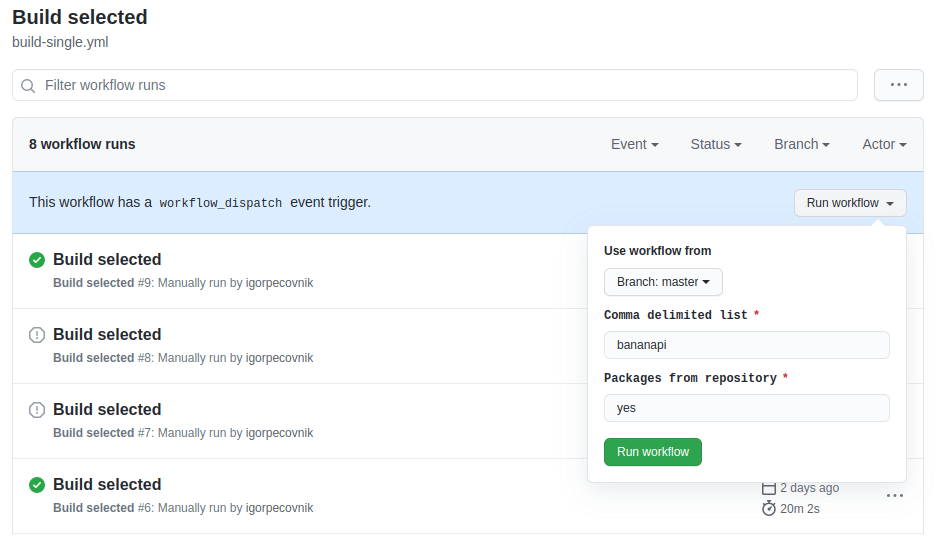 Build selected
build-single.yml
Filter workflow runs
8 workflow runs Event Status Branch Actor
This workflow has a workflow_dispatch event trigger. Run workflow
Use workflow from
Branch: master
Comma delimited list *
bananapi
Packages from repository *
yes
Run workflow
Build selected
Build selected #9: Manually run by igorpecovnik
Build selected
Build selected #8: Manually run by igorpecovnik
Build selected
Build selected #7: Manually run by igorpecovnik
Build selected
Build selected #6: Manually run by igorpecovnik
2 days ago
20m 2s